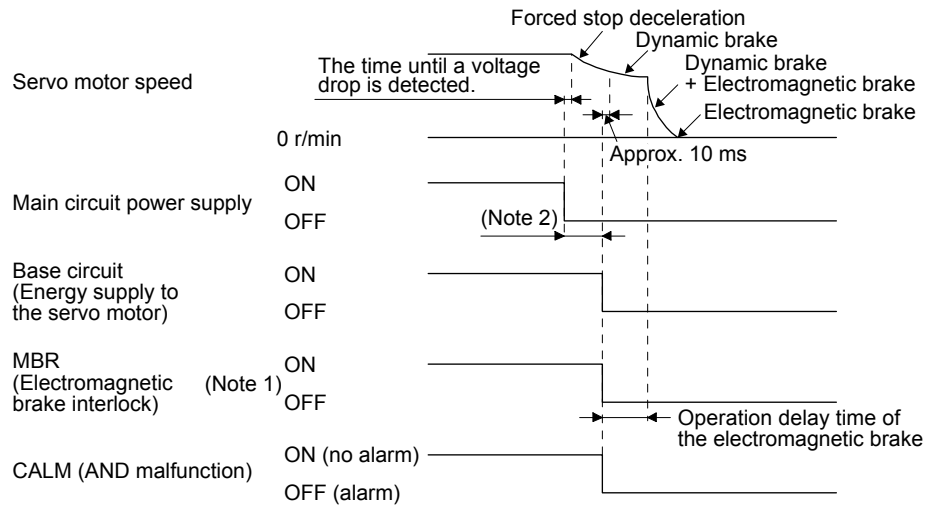 Forced stop deceleration
Dynamic brake
Dynamic brake
+ Electromagnetic brake
Electromagnetic brake
Servo motor speed
The time until a voltage
drop is detected.
0 r/min
Approx. 10 ms
Main circuit power supply
ON
OFF
(Note 2)
Base circuit
(Energy supply to
the servo motor)
ON
OFF
MBR
(Electromagnetic
brake interlock)
(Note 1)
ON
OFF
Operation delay time of
the electromagnetic brake
CALM (AND malfunction)
ON (no alarm)
OFF (alarm)